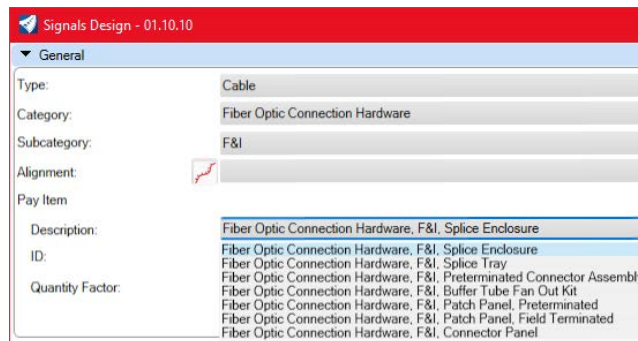 Signals Design - 01.10.10
General
Type: Cable
Category: Fiber Optic Connection Hardware
Subcategory: F&I
Alignment:
Pay Item
Description: Fiber Optic Connection Hardware, F&I, Splice Enclosure
ID: Fiber Optic Connection Hardware, F&I, Splice Enclosure
Fiber Optic Connection Hardware, F&I, Splice Tray
Fiber Optic Connection Hardware, F&I, Preterminated Connector Assembly
Quantity Factor: Fiber Optic Connection Hardware, F&I, Buffer Tube Fan Out Kit
Fiber Optic Connection Hardware, F&I, Patch Panel, Preterminated
Fiber Optic Connection Hardware, F&I, Patch Panel, Field Terminated
Fiber Optic Connection Hardware, F&I, Connector Panel